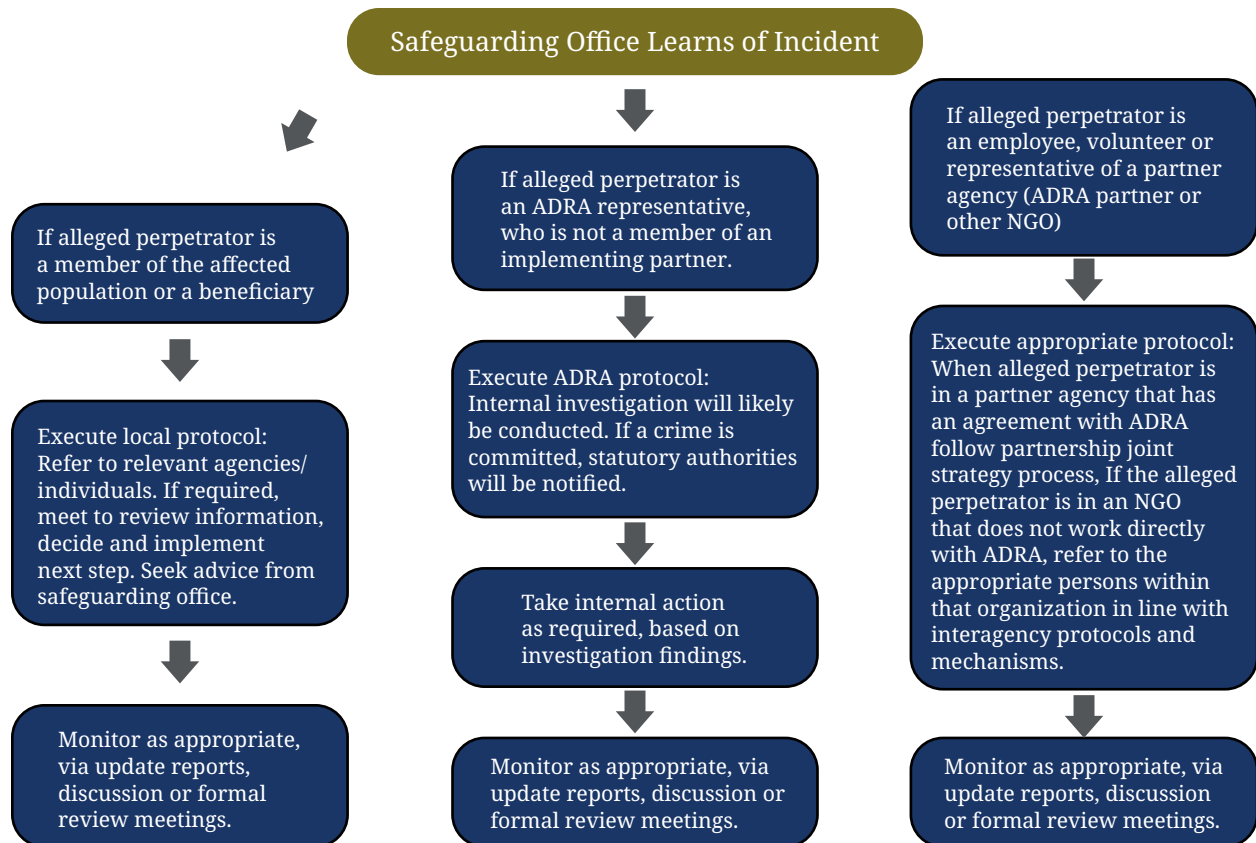 Safeguarding Office Learns of Incident
If alleged perpetrator is
a member of the affected
population or a beneficiary
Execute local protocol:
Refer to relevant agencies/
individuals. If required,
meet to review information,
decide and implement
next step. Seek advice from
safeguarding office.
Monitor as appropriate,
via update reports,
discussion or formal
review meetings.
If alleged perpetrator is
an ADRA representative,
who is not a member of an
implementing partner.
Execute ADRA protocol:
Internal investigation will likely
be conducted. If a crime is
committed, statutory authorities
will be notified.
Take internal action
as required, based on
investigation findings.
Monitor as appropriate, via
update reports, discussion or
formal review meetings.
If alleged perpetrator is
an employee, volunteer or
representative of a partner
agency (ADRA partner or
other NGO)
Execute appropriate protocol:
When alleged perpetrator is
in a partner agency that has
an agreement with ADRA
follow partnership joint
strategy process, If the alleged
perpetrator is in an NGO
that does not work directly
with ADRA, refer to the
appropriate persons within
that organization in line with
interagency protocols and
mechanisms.
Monitor as appropriate, via
update reports, discussion
or formal review meetings.